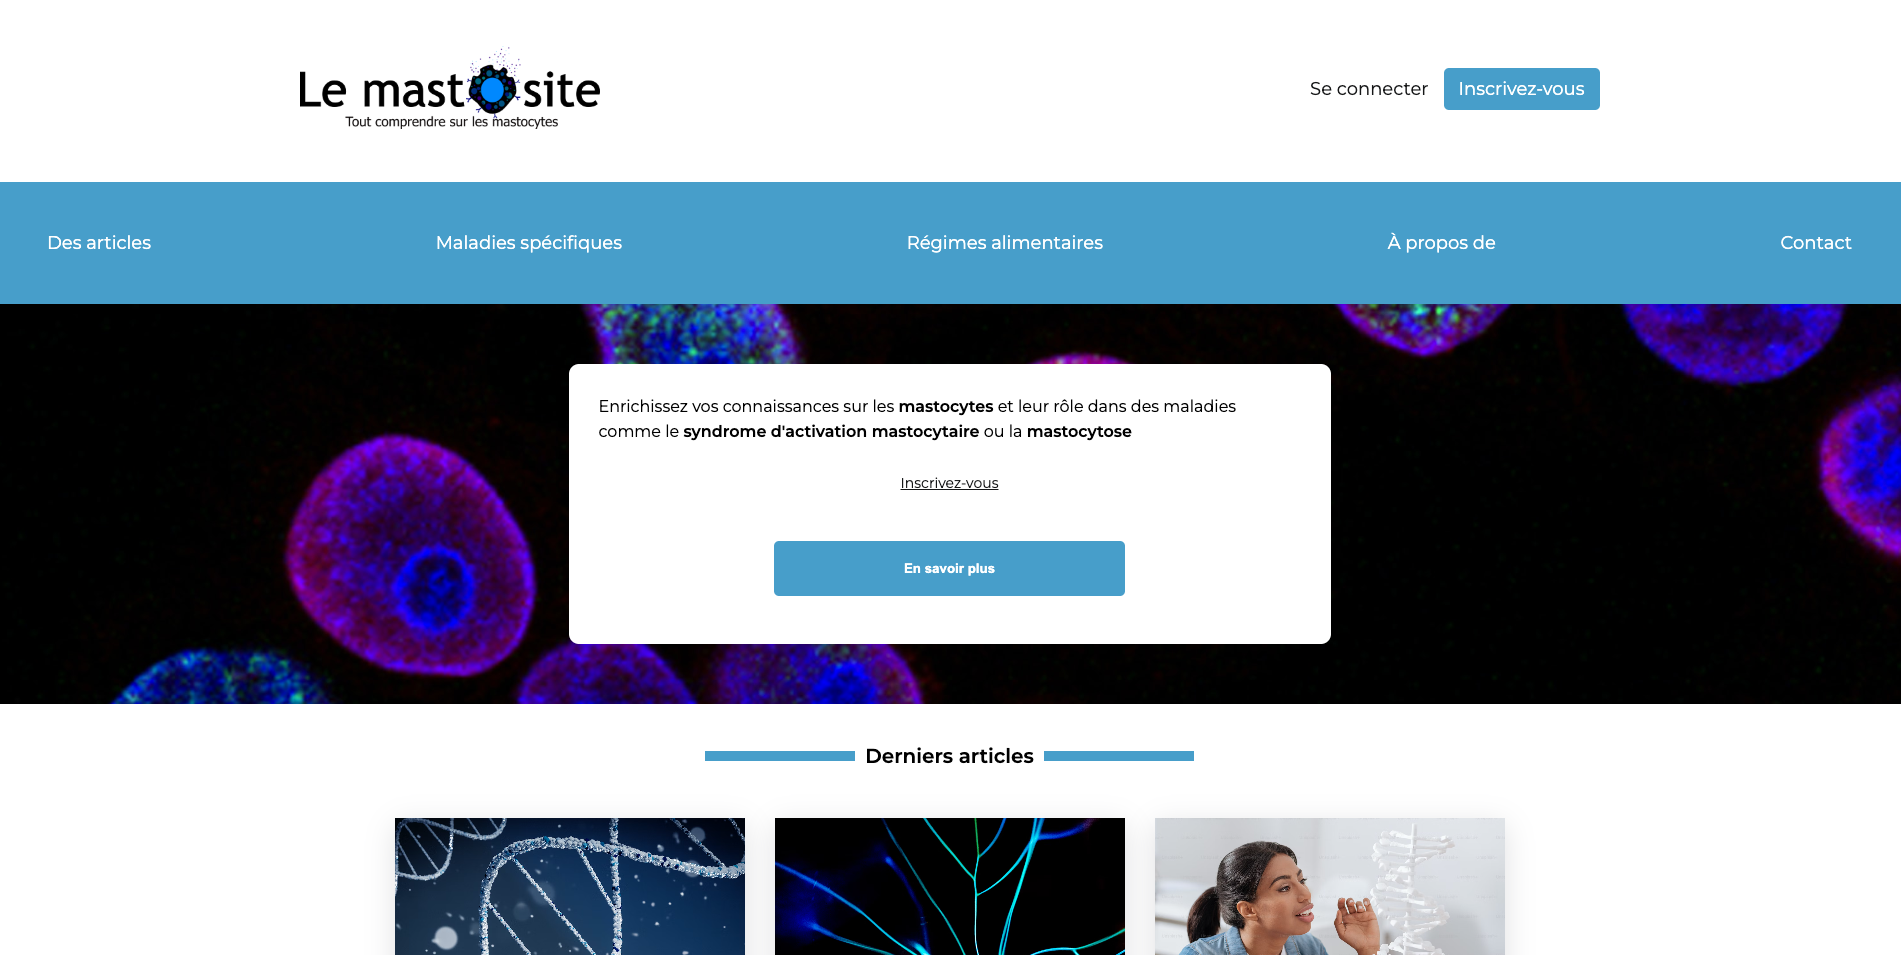 Le mastosite
Tout comprendre sur les mastocytes
Se connecter
Inscrivez-vous
Des articles
Maladies spécifiques
Régimes alimentaires
À propos de
Contact
Enrichissez vos connaissances sur les mastocytes et leur rôle dans des maladies
comme le syndrome d'activation mastocytaire ou la mastocytose
Inscrivez-vous
En savoir plus
Derniers articles